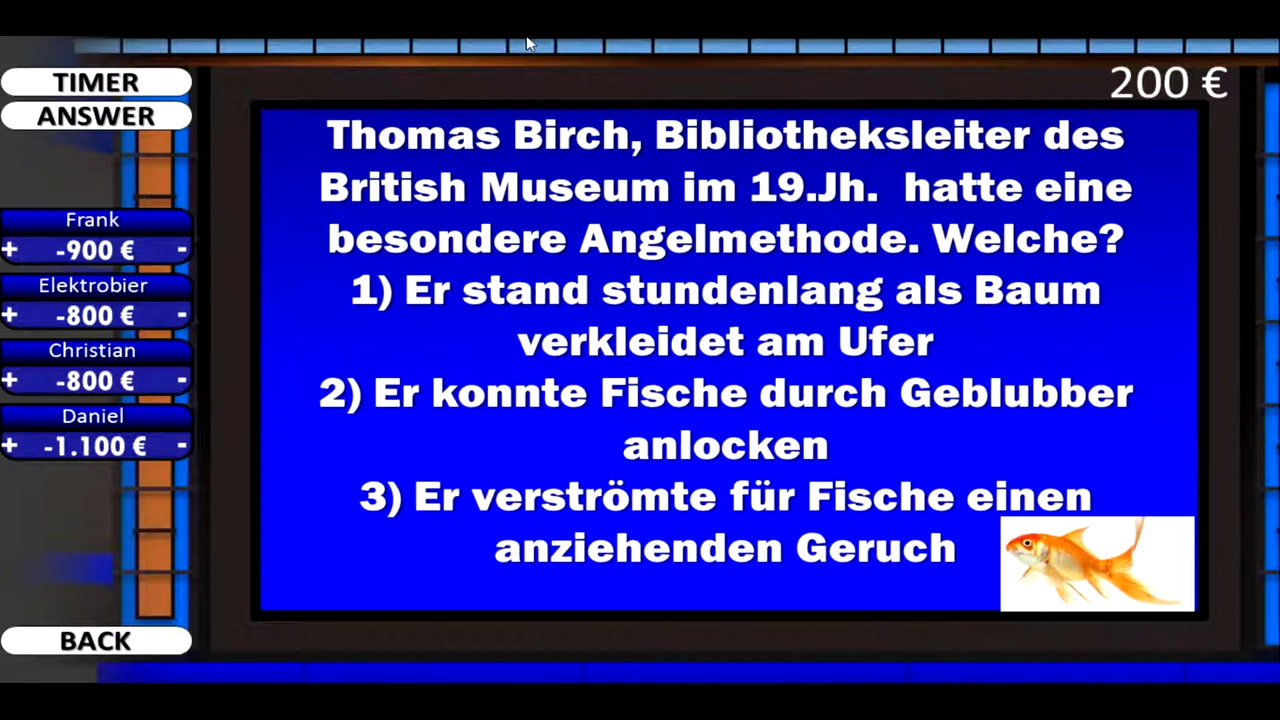 TIMER
ANSWER
200 €
Thomas Birch, Bibliotheksleiter des
British Museum im 19.Jh. hatte eine
besondere Angelmethode. Welche?
1) Er stand stundenlang als Baum
verkleidet am Ufer
2) Er konnte Fische durch Geblubber
anlocken
3) Er verströmte für Fische einen
anziehenden Geruch
Frank
+ -900 € -
Elektrobier
+ -800 € -
Christian
+ -800 € -
Daniel
+ -1.100 € -
BACK